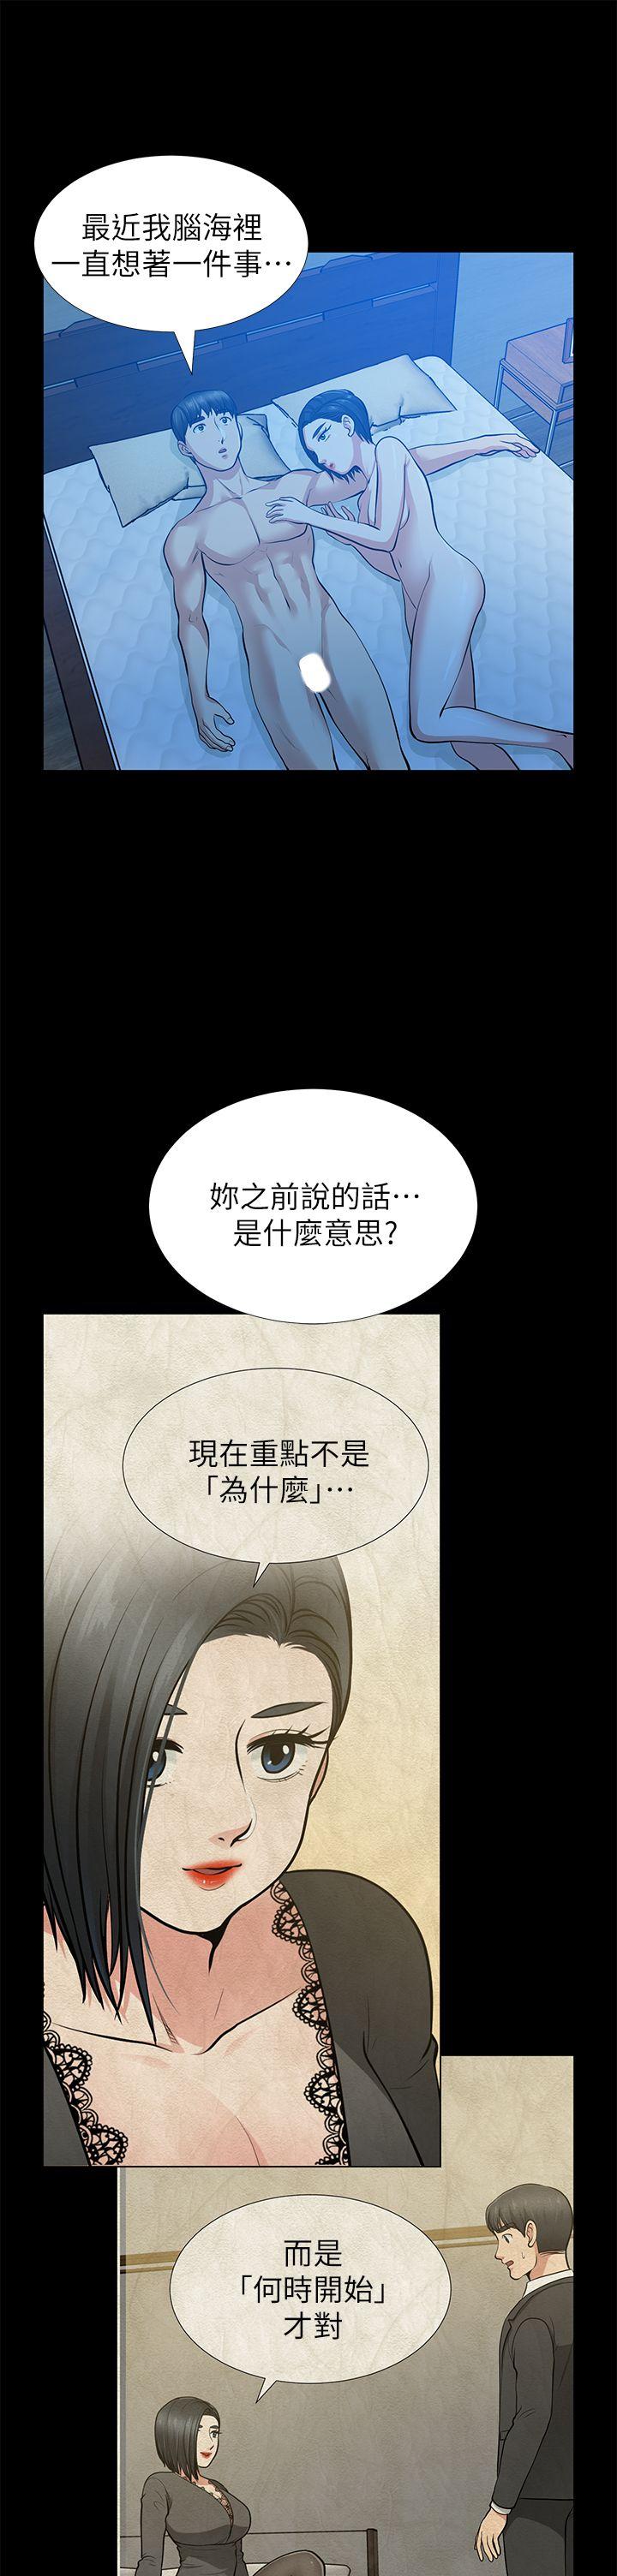 最近我腦海裡
一直想著一件事⋯
妳之前說的話⋯
是什麼意思?
現在重點不是
「為什麼」⋯
而是
「何時開始」
才對